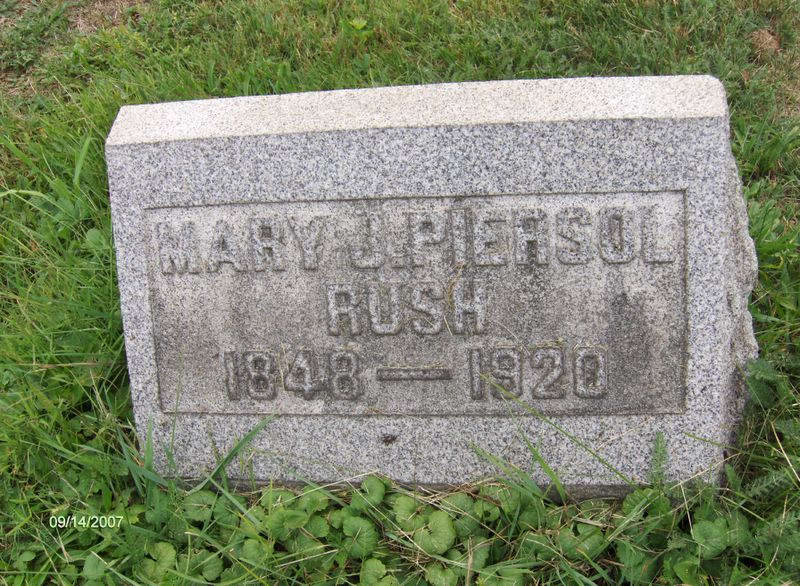 MARY J. PIERSOL
RUSH
1848 — 1920
09/14/2007